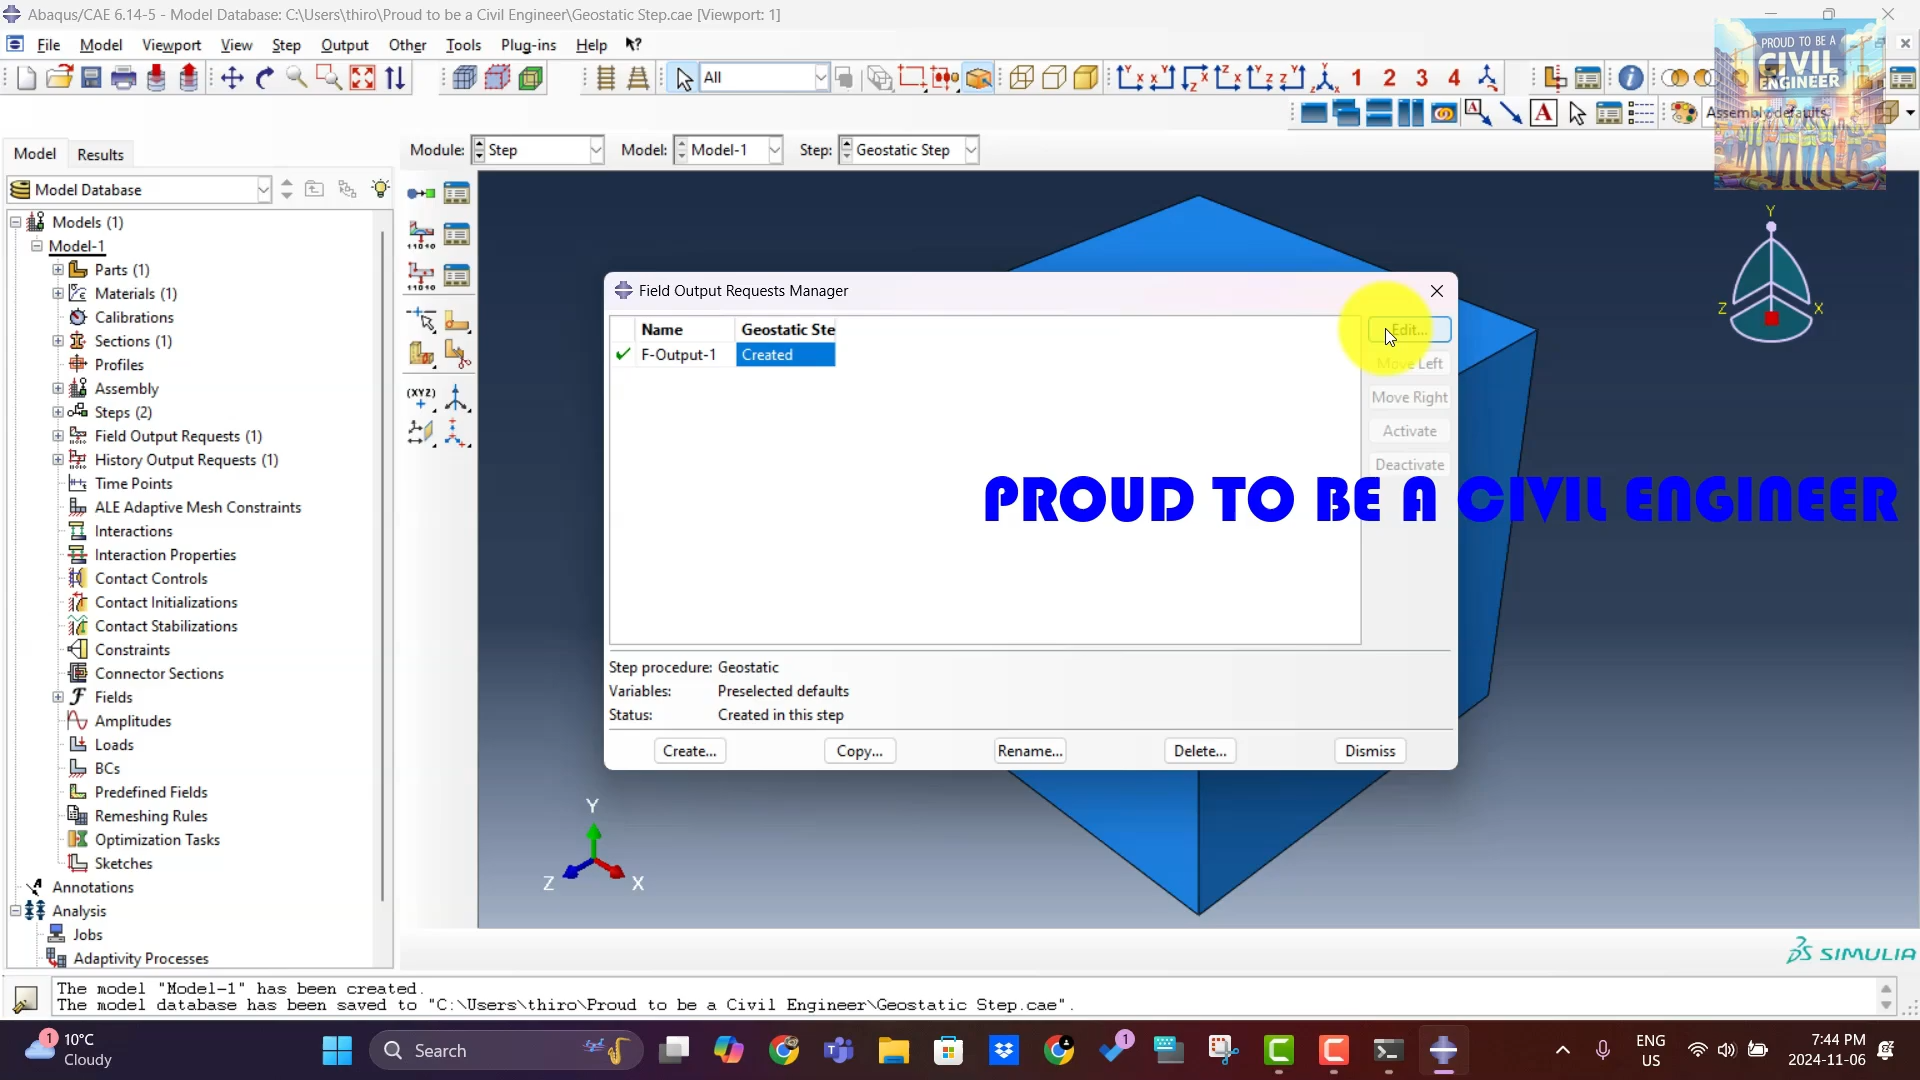 Abaqus/CAE 6.14-5 - Model Database: C:\Users\thiro\Proud to be a Civil Engineer\Geostatic Step.cae [Viewport: 1]
File Model Viewport View Step Output Other Tools Plug-ins Help
All
1 2 3 4
PROUD TO BE A
CIVIL
ENGINEER
Assembly defaults
Model Results
Module: Step Model: Model-1 Step: Geostatic Step
Model Database
Models (1)
Model-1
Parts (1)
Materials (1)
Calibrations
Sections (1)
Profiles
Assembly
Steps (2)
Field Output Requests (1)
History Output Requests (1)
Time Points
ALE Adaptive Mesh Constraints
Interactions
Interaction Properties
Contact Controls
Contact Initializations
Contact Stabilizations
Constraints
Connector Sections
Fields
Amplitudes
Loads
BCs
Predefined Fields
Remeshing Rules
Optimization Tasks
Sketches
Annotations
Analysis
Jobs
Adaptivity Processes
(XYZ)
Field Output Requests Manager
Name Geostatic Ste
F-Output-1 Created
Edit...
Move Left
Move Right
Activate
Deactivate
PROUD TO BE A CIVIL ENGINEER
Step procedure: Geostatic
Variables: Preselected defaults
Status: Created in this step
Create... Copy... Rename... Delete... Dismiss
Y
Z X
Y
Z X
SIMULIA
The model "Model-1" has been created.
The model database has been saved to "C:\Users\thiro\Proud to be a Civil Engineer\Geostatic Step.cae".
1
10°C
Cloudy
Search
1
ENG
US
7:44 PM
2024-11-06